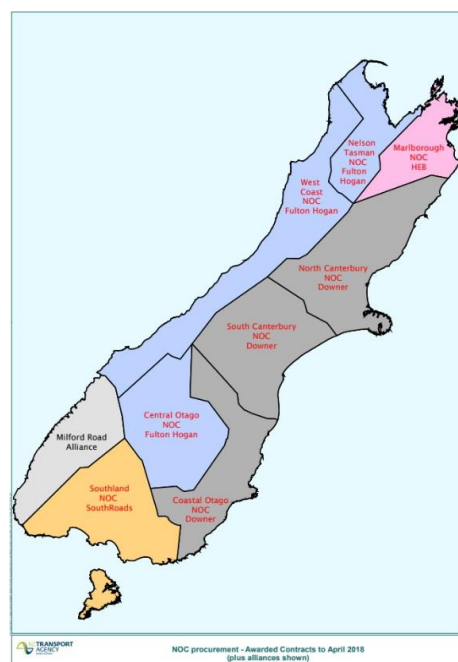 Nelson
Tasman
NOC
Fulton
Hogan
Marlborough
NOC
HEB
West
Coast
NOC
Fulton Hogan
North Canterbury
NOC
Downer
South Canterbury
NOC
Downer
Central Otago
NOC
Fulton Hogan
Milford Road
Alliance
Southland
NOC
SouthRoads
Coastal Otago
NOC
Downer
TRANSPORT
AGENCY
NOC procurement - Awarded Contracts to April 2018
(plus alliances shown)